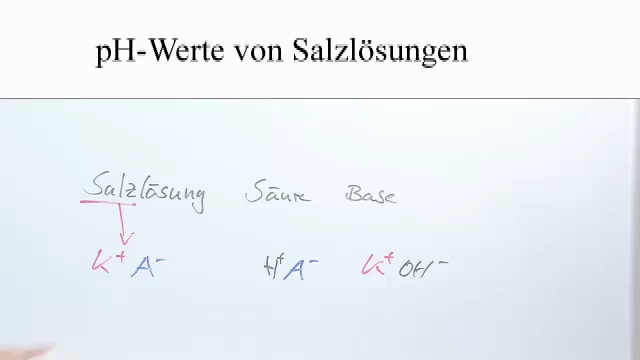 pH-Werte von Salzlösungen
Salzlösung Säure Base
K⁺ A⁻ H⁺ A⁻ K⁺ OH⁻